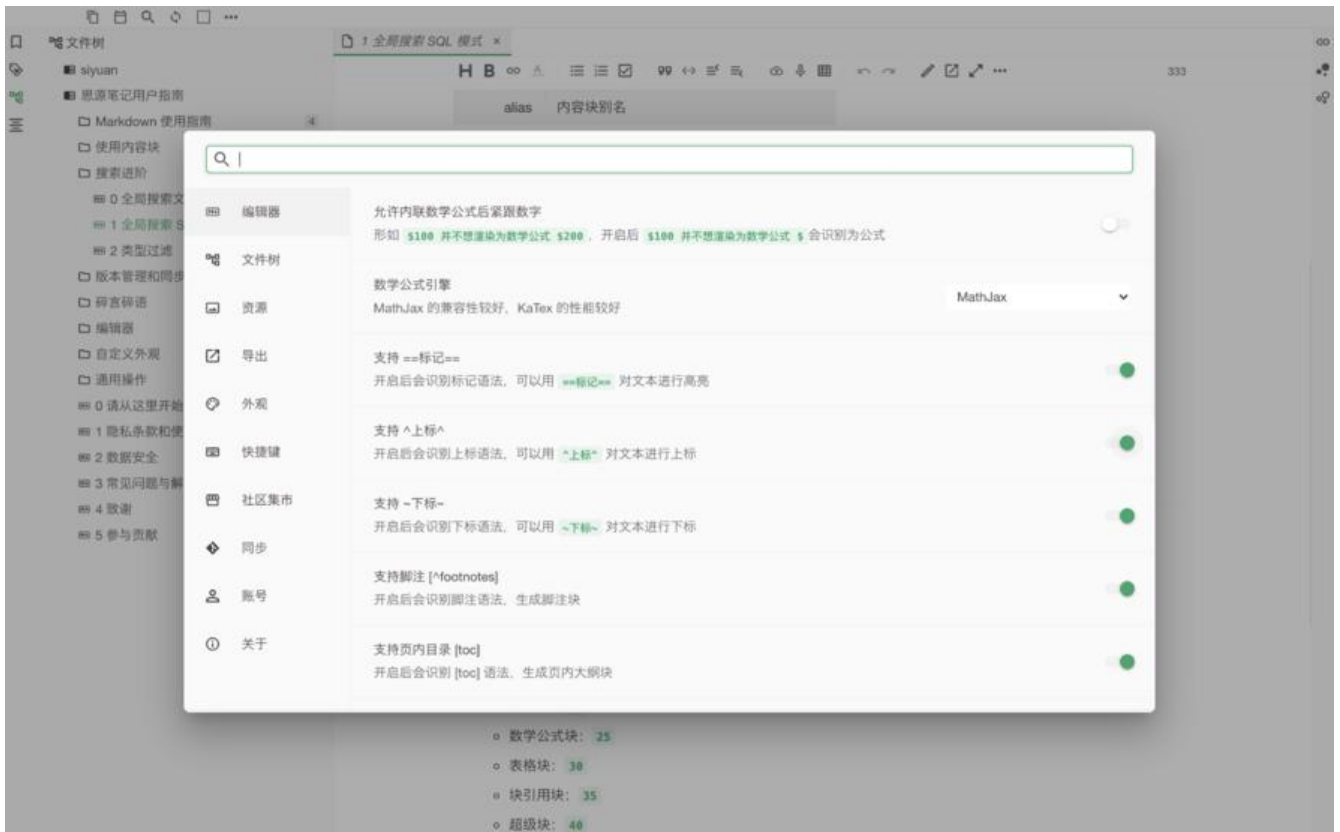 文件树
siyuan
思源笔记用户指南
Markdown 使用指南 4
使用内容块
搜索进阶
0 全局搜索文
1 全局搜索 S
2 类型过滤
版本管理和同步
碎言碎语
编辑器
自定义外观
通用操作
0 请从这里开始
1 隐私条款和使
2 数据安全
3 常见问题与解
4 致谢
5 参与贡献
1 全局搜索 SQL 模式 ×
333
alias 内容块别名
编辑器
文件树
资源
导出
外观
快捷键
社区集市
同步
账号
关于
允许内联数学公式后紧跟数字
形如 $100 并不想渲染为数学公式 $200 ，开启后 $100 并不想渲染为数学公式 $ 会识别为公式
数学公式引擎
MathJax 的兼容性较好，KaTex 的性能较好
MathJax
支持 ==标记==
开启后会识别标记语法，可以用 ==标记== 对文本进行高亮
支持 ^上标^
开启后会识别上标语法，可以用 ^上标^ 对文本进行上标
支持 ~下标~
开启后会识别下标语法，可以用 ~下标~ 对文本进行下标
支持脚注 [^footnotes]
开启后会识别脚注语法，生成脚注块
支持页内目录 [toc]
开启后会识别 [toc] 语法，生成页内大纲块
数学公式块： 25
表格块： 30
块引用块： 35
超级块： 40